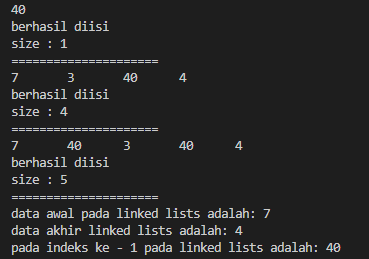 40
berhasil diisi
size : 1
=====================
7 3 40 4
berhasil diisi
size : 4
=====================
7 40 3 40 4
berhasil diisi
size : 5
=====================
data awal pada linked lists adalah: 7
data akhir linked lists adalah: 4
pada indeks ke - 1 pada linked lists adalah: 40